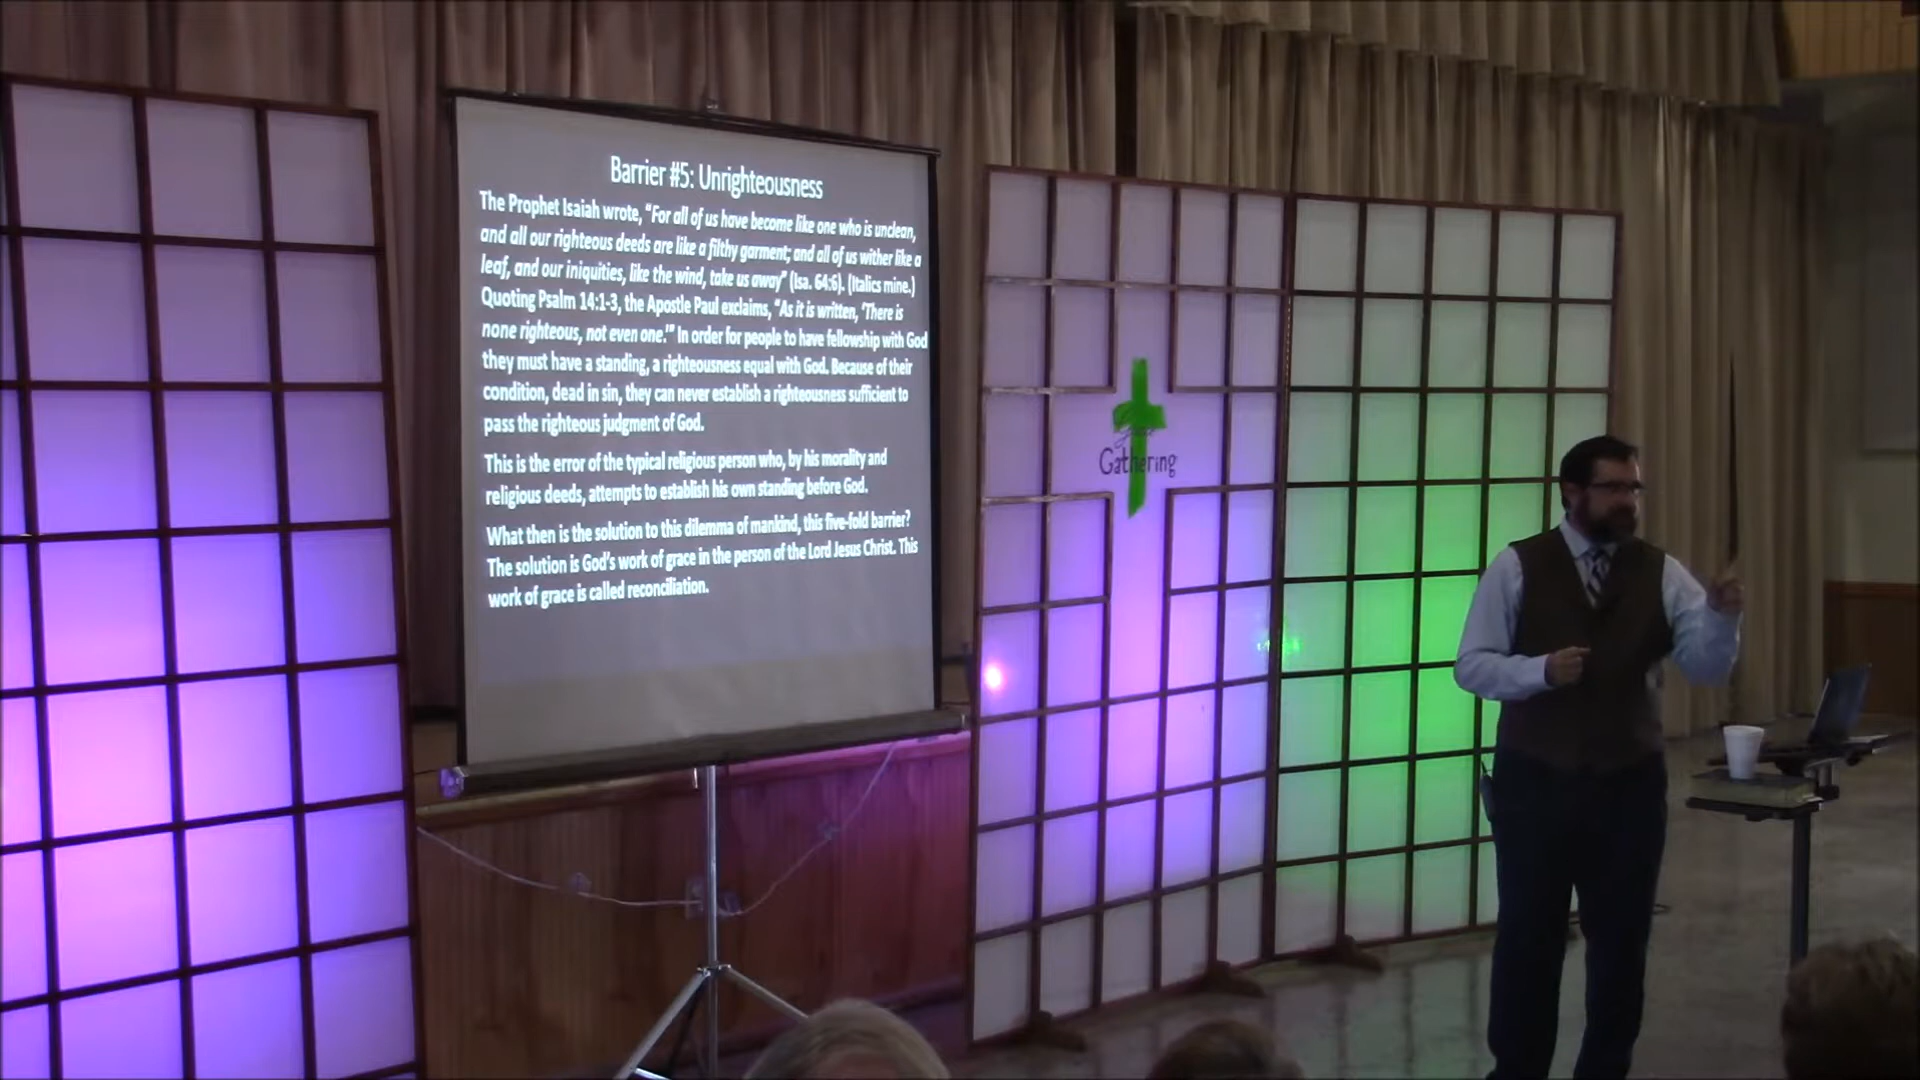 Barrier #5: Unrighteousness
The Prophet Isaiah wrote, “For all of us have become like one who is unclean,
and all our righteous deeds are like a filthy garment; and all of us wither like a
leaf, and our iniquities, like the wind, take us away” (Isa. 64:6). (Italics mine.)
Quoting Psalm 14:1-3, the Apostle Paul exclaims, “As it is written, ‘There is
none righteous, not even one.’” In order for people to have fellowship with God
they must have a standing, a righteousness equal with God. Because of their
condition, dead in sin, they can never establish a righteousness sufficient to
pass the righteous judgment of God.
This is the error of the typical religious person who, by his morality and
religious deeds, attempts to establish his own standing before God.
What then is the solution to this dilemma of mankind, this five-fold barrier?
The solution is God’s work of grace in the person of the Lord Jesus Christ. This
work of grace is called reconciliation.
Gathering